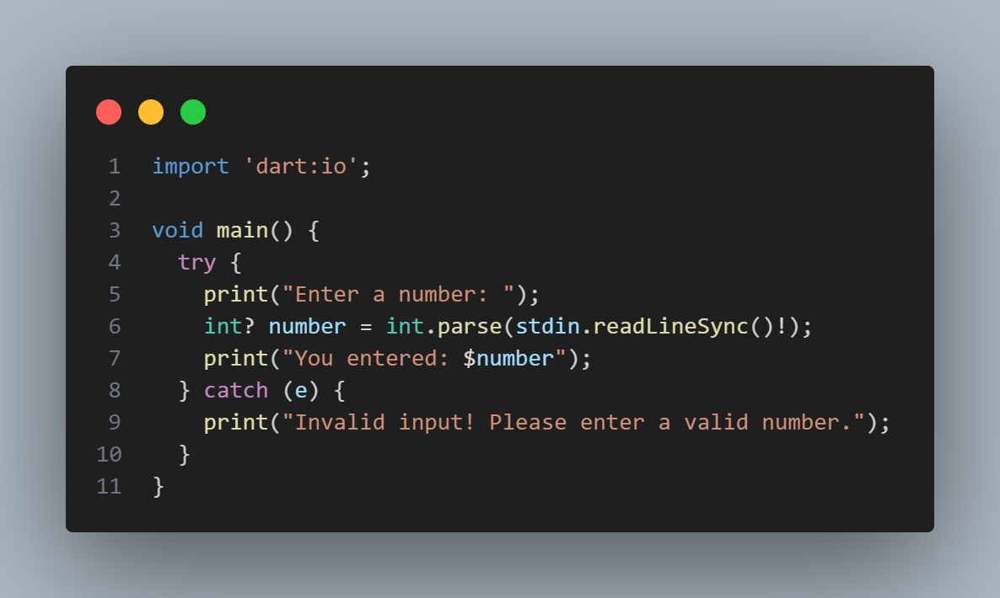 1 import 'dart:io';
2
3 void main() {
4   try {
5     print("Enter a number: ");
6     int? number = int.parse(stdin.readLineSync()!);
7     print("You entered: $number");
8   } catch (e) {
9     print("Invalid input! Please enter a valid number.");
10   }
11 }